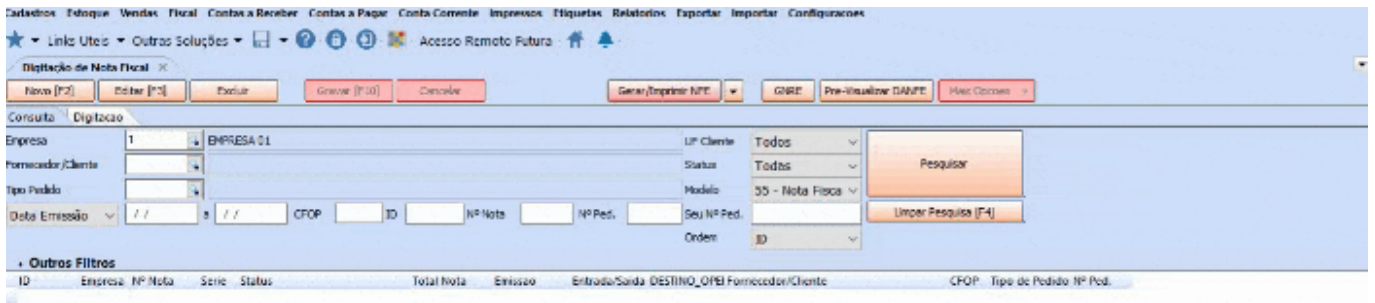 Cadastros Estoque Vendas Fiscal Contas a Receber Contas a Pagar Conta Corrente Impressos Etiquetas Relatorios Exportar Importar Configuracoes
Links Uteis Outras Soluções Acesso Remoto Futura
Digitação de Nota Fiscal
Novo [F2] Editar [F3] Excluir Gravar [F10] Cancelar Gerar/Imprimir NFE GNRE Pre-Visualizar DANFE Mais Opcoes
Consulta Digitacao
Empresa 1 EMPRESA 01 UF Cliente Todos Pesquisar
Fornecedor/Cliente Status Todas
Tipo Pedido Modelo 55 - Nota Fisca
Data Emissão / / a / / CFOP ID Nº Nota Nº Ped. Seu Nº Ped. Limpar Pesquisa [F4]
Ordem ID
Outros Filtros
ID Empresa Nº Nota Serie Status Total Nota Emissao Entrada/Saida DESTINO_OPEI Fornecedor/Cliente CFOP Tipo de Pedido Nº Ped.